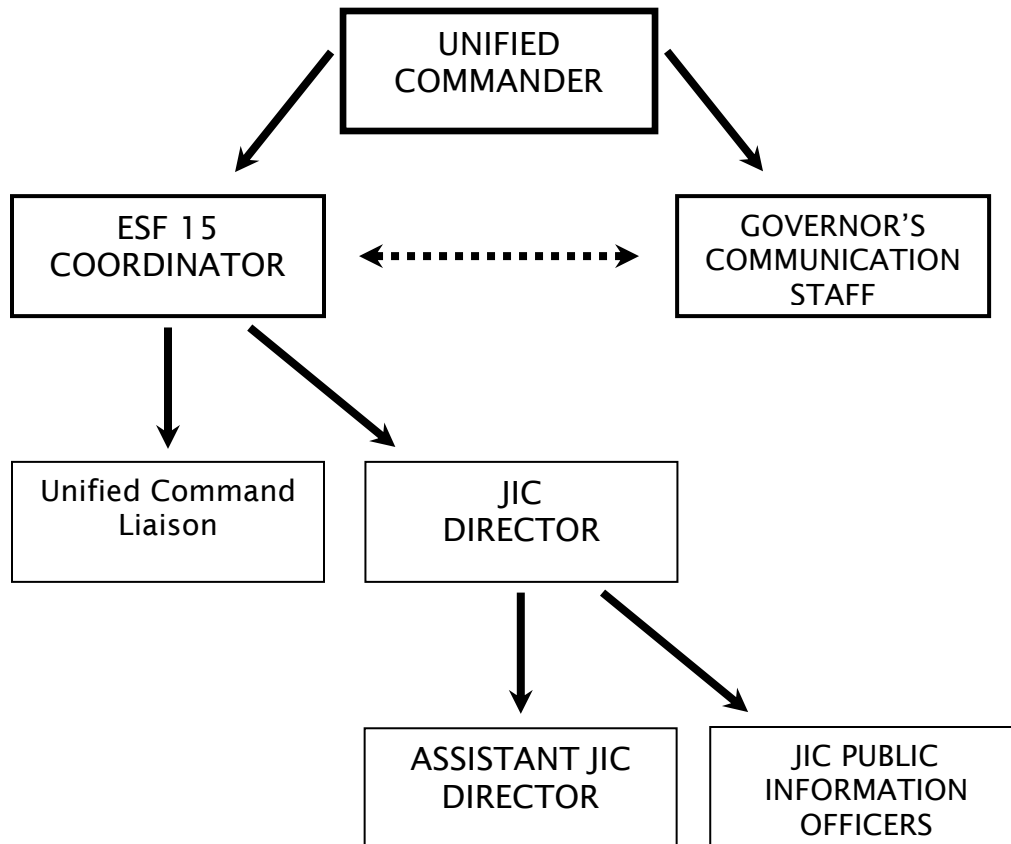 UNIFIED
COMMANDER
ESF 15
COORDINATOR
GOVERNOR’S
COMMUNICATION
STAFF
Unified Command
Liaison
JIC
DIRECTOR
ASSISTANT JIC
DIRECTOR
JIC PUBLIC
INFORMATION
OFFICERS